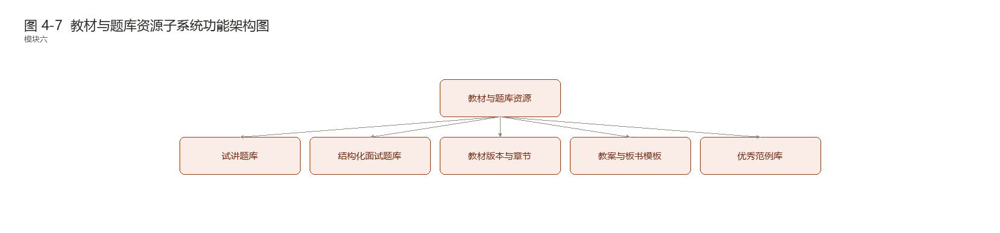 图 4-7 教材与题库资源子系统功能架构图
模块六
教材与题库资源
试讲题库
结构化面试题库
教材版本与章节
教案与板书模板
优秀范例库